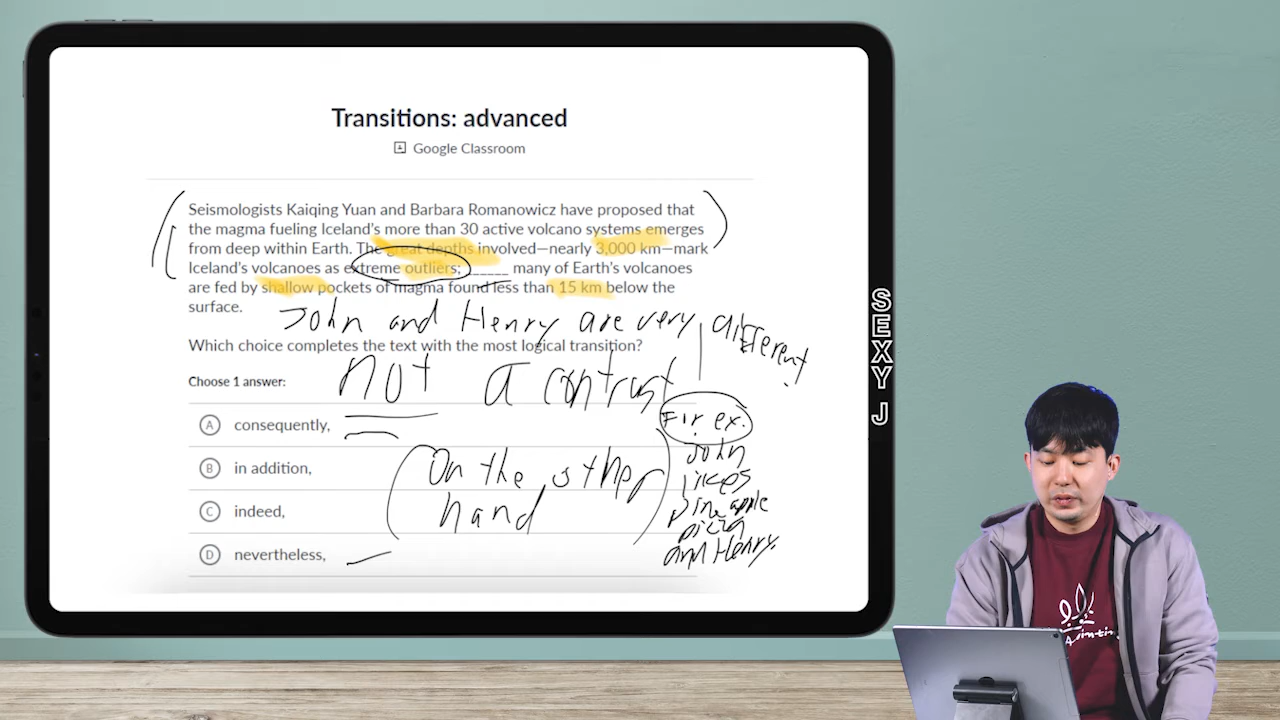 Transitions: advanced
Google Classroom
Seismologists Kaiqing Yuan and Barbara Romanowicz have proposed that
the magma fueling Iceland's more than 30 active volcano systems emerges
from deep within Earth. The great depths involved—nearly 3,000 km—mark
Iceland's volcanoes as extreme outliers; ______ many of Earth's volcanoes
are fed by shallow pockets of magma found less than 15 km below the
surface.
John and Henry are very different
Which choice completes the text with the most logical transition?
Choose 1 answer:
not a contrast
A consequently,
B in addition,
C indeed,
D nevertheless,
On the other
hand
For ex.
John
likes
pine apple
pizza
and Henry.
SEXY J